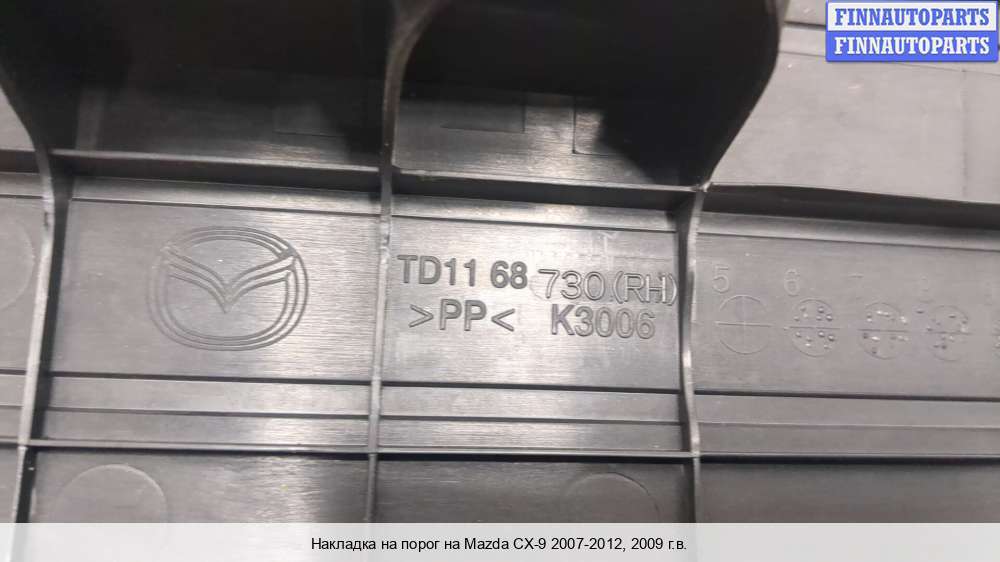 FINNAUTOPARTS
FINNAUTOPARTS
TD11 68 730 (RH)
>PP< K3006
5 6 7
Накладка на порог на Mazda CX-9 2007-2012, 2009 г.в.